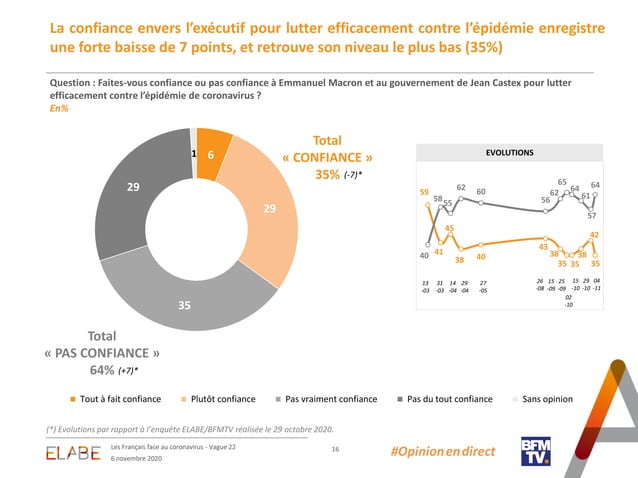 La confiance envers l’exécutif pour lutter efficacement contre l’épidémie enregistre
une forte baisse de 7 points, et retrouve son niveau le plus bas (35%)
Question : Faites-vous confiance ou pas confiance à Emmanuel Macron et au gouvernement de Jean Castex pour lutter
efficacement contre l’épidémie de coronavirus ?
En%
Total
« CONFIANCE »
35% (-7)*
1
6
29
29
35
Total
« PAS CONFIANCE »
64% (+7)*
EVOLUTIONS
59 41 45 38 40 43 38 35 35 38 42 35
40 58 55 62 60 56 62 65 64 61 57 64
13 31 14 29 27 26 15 25 15 29 04
-03 -03 -04 -04 -05 -08 -09 -09 -10 -10 -11
02
-10
Tout à fait confiance Plutôt confiance Pas vraiment confiance Pas du tout confiance Sans opinion
(*) Evolutions par rapport à l’enquête ELABE/BFMTV réalisée le 29 octobre 2020.
ELABE
Les Français face au coronavirus - Vague 22
6 novembre 2020
16
#Opinionendirect
BFM
TV.